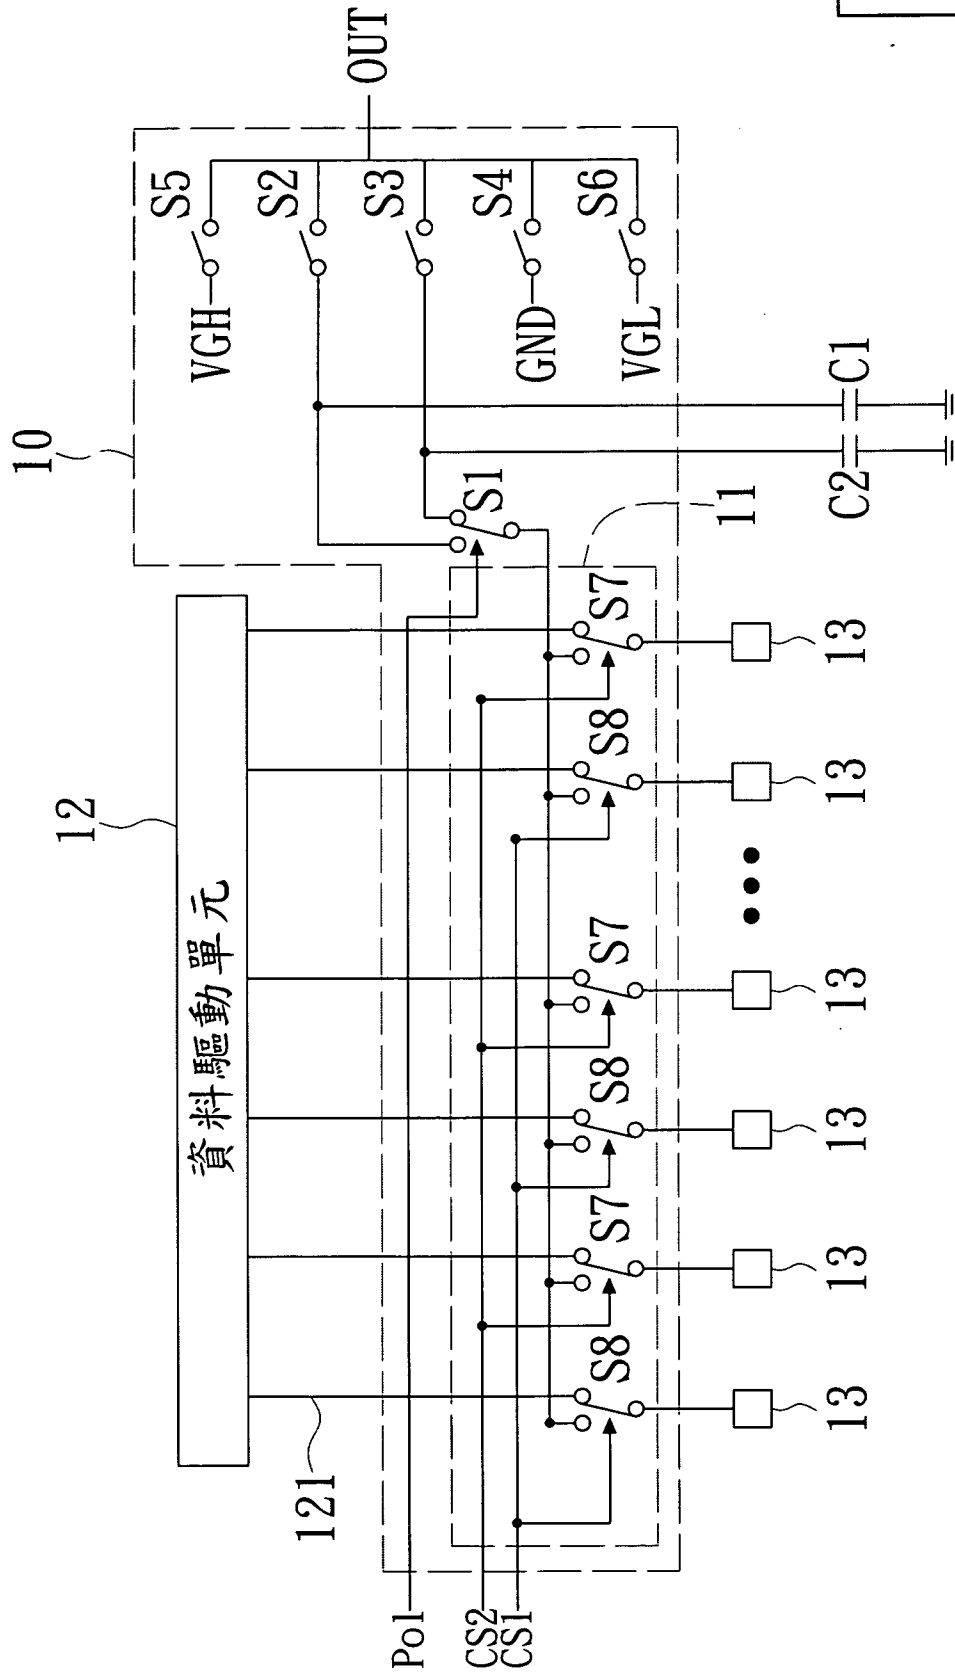 10
OUT
S5
S2
S3
S4
S6
VGH
GND
VGL
C1
C2
S1
11
12
資料驅動單元
121
S7
S8
S7
S8
S7
S8
13
13
13
13
13
13
Pol
CS2
CS1